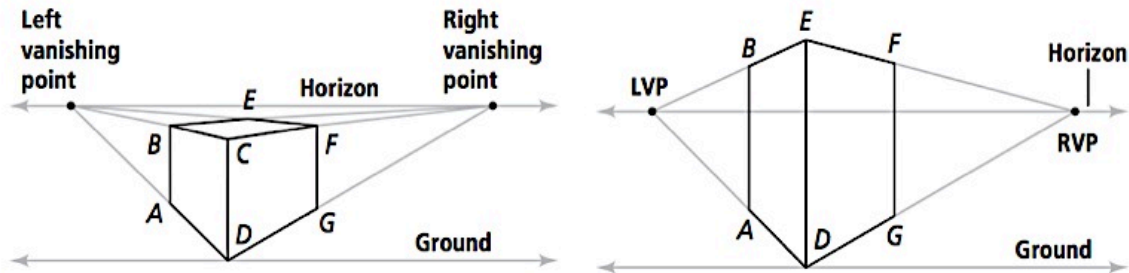 Left
vanishing
point
Right
vanishing
point
Horizon
E
B
C
F
A
D
G
Ground
E
B
F
Horizon
LVP
RVP
A
D
G
Ground